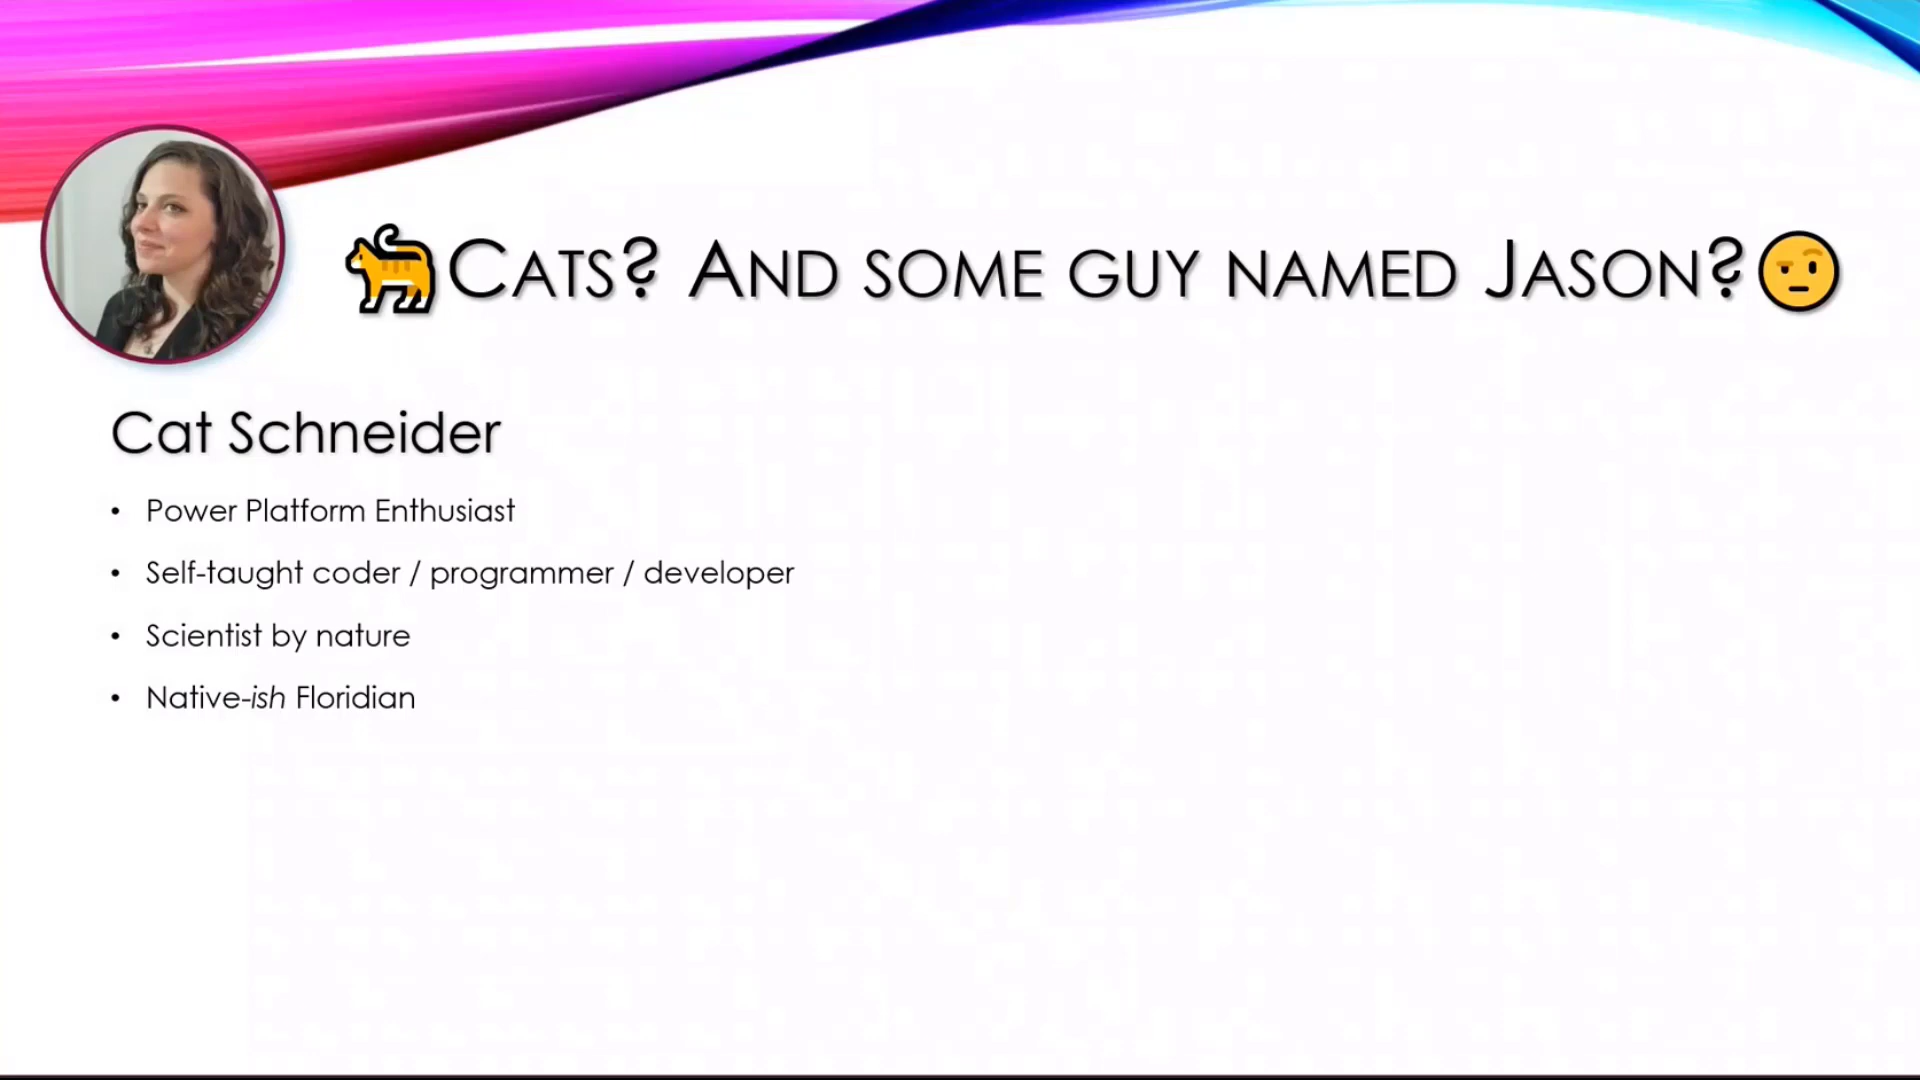 🐈Cats? And some guy named Jason?🤨
Cat Schneider
• Power Platform Enthusiast
• Self-taught coder / programmer / developer
• Scientist by nature
• Native-ish Floridian